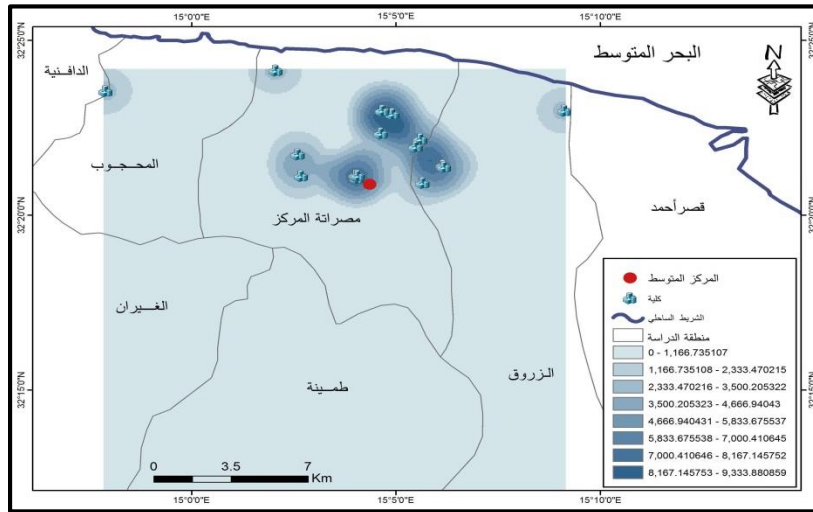 15°0'0"E
15°5'0"E
15°10'0"E
32°25'0"N
32°20'0"N
32°15'0"N
البحر المتوسط
N
الدافنية
المحجوب
مصراتة المركز
قصرأحمد
الغيران
طمينة
الزروق
المركز المتوسط
كلية
الشريط الساحلي
منطقة الدراسة
0 - 1,166.735107
1,166.735108 - 2,333.470215
2,333.470216 - 3,500.205322
3,500.205323 - 4,666.94043
4,666.940431 - 5,833.675537
5,833.675538 - 7,000.410645
7,000.410646 - 8,167.145752
8,167.145753 - 9,333.880859
0 3.5 7
Km
15°0'0"E
15°5'0"E
15°10'0"E